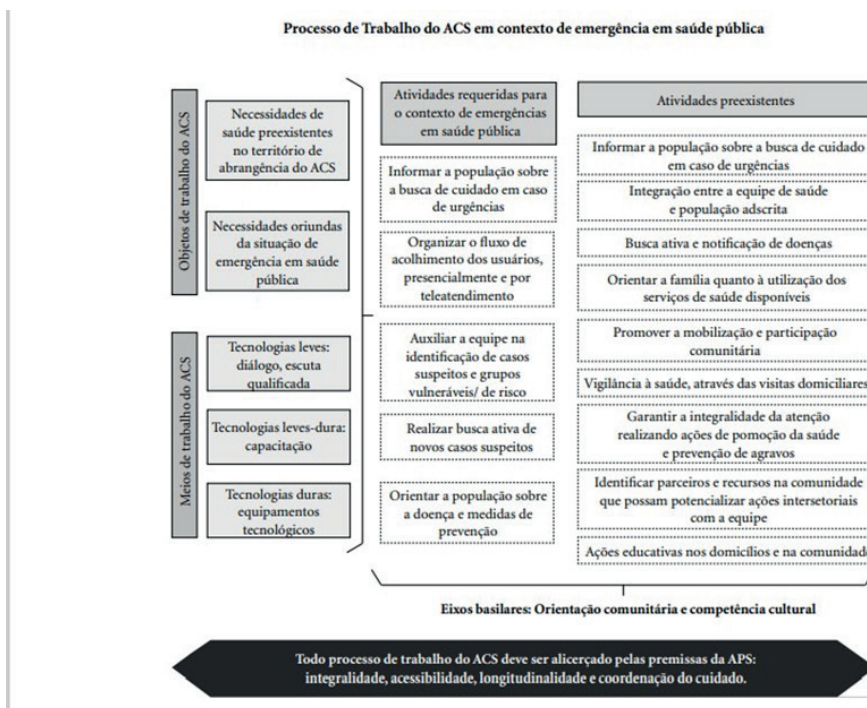 Processo de Trabalho do ACS em contexto de emergência em saúde pública
Objetos de trabalho do ACS
Necessidades de
saúde preexistentes
no território de
abrangência do ACS
Necessidades oriundas
da situação de
emergência em saúde
pública
Meios de trabalho do ACS
Tecnologias leves:
diálogo, escuta
qualificada
Tecnologias leves-dura:
capacitação
Tecnologias duras:
equipamentos
tecnológicos
Atividades requeridas para
o contexto de emergências
em saúde pública
Informar a população sobre
a busca de cuidado em caso
de urgências
Organizar o fluxo de
acolhimento dos usuários,
presencialmente e por
teleatendimento
Auxiliar a equipe na
identificação de casos
suspeitos e grupos
vulneráveis/ de risco
Realizar busca ativa de
novos casos suspeitos
Orientar a população sobre
a doença e medidas de
prevenção
Atividades preexistentes
Informar a população sobre a busca de cuidado
em caso de urgências
Integração entre a equipe de saúde
e população adscrita
Busca ativa e notificação de doenças
Orientar a família quanto à utilização dos
serviços de saúde disponíveis
Promover a mobilização e participação
comunitária
Vigilância à saúde, através das visitas domiciliares
Garantir a integralidade da atenção
realizando ações de pomoção da saúde
e prevenção de agravos
Identificar parceiros e recursos na comunidade
que possam potencializar ações intersetoriais
com a equipe
Ações educativas nos domicílios e na comunidade
Eixos basilares: Orientação comunitária e competência cultural
Todo processo de trabalho do ACS deve ser alicerçado pelas premissas da APS:
integralidade, acessibilidade, longitudinalidade e coordenação do cuidado.